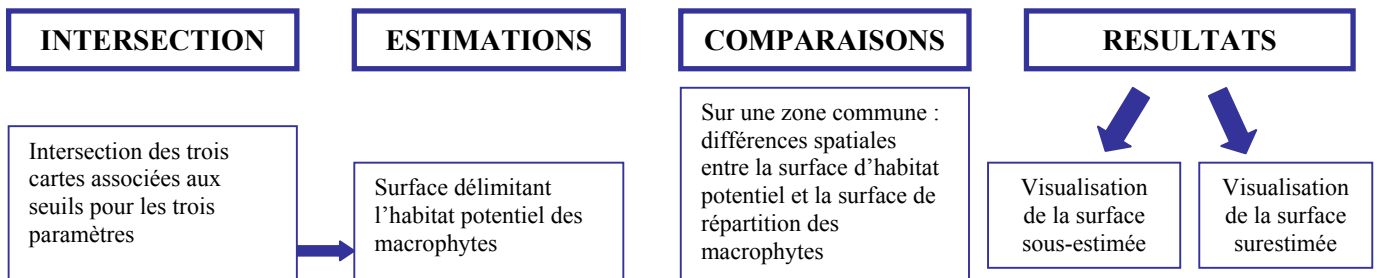 INTERSECTION
ESTIMATIONS
COMPARAISONS
RESULTATS
Intersection des trois
cartes associées aux
seuils pour les trois
paramètres
Surface délimitant
l’habitat potentiel des
macrophytes
Sur une zone commune :
différences spatiales
entre la surface d’habitat
potentiel et la surface de
répartition des
macrophytes
Visualisation
de la surface
sous-estimée
Visualisation
de la surface
surestimée